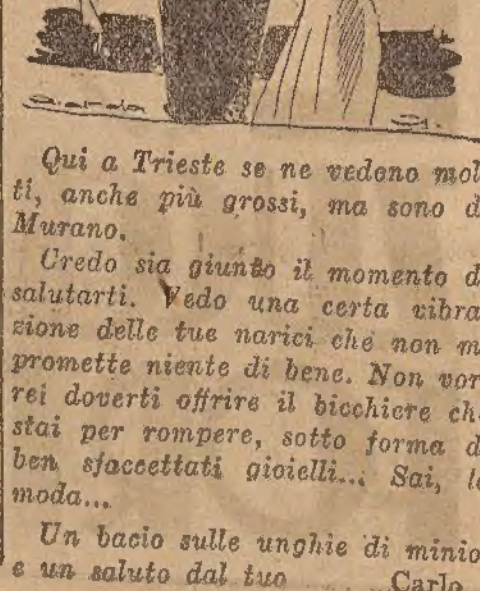 Qui a Trieste se ne vedono mol
ti, anche più grossi, ma sono d
Murano.
Credo sia giunto il momento d
salutarti. Vedo una certa vibra
zione delle tue narici che non m
promette niente di bene. Non vor
rei doverti offrire il bicchiere ch
stai per rompere, sotto forma d
ben sfaccettati gioielli... Sai, l
moda...
Un bacio sulle unghie di minio
e un saluto dal tuo Carlo